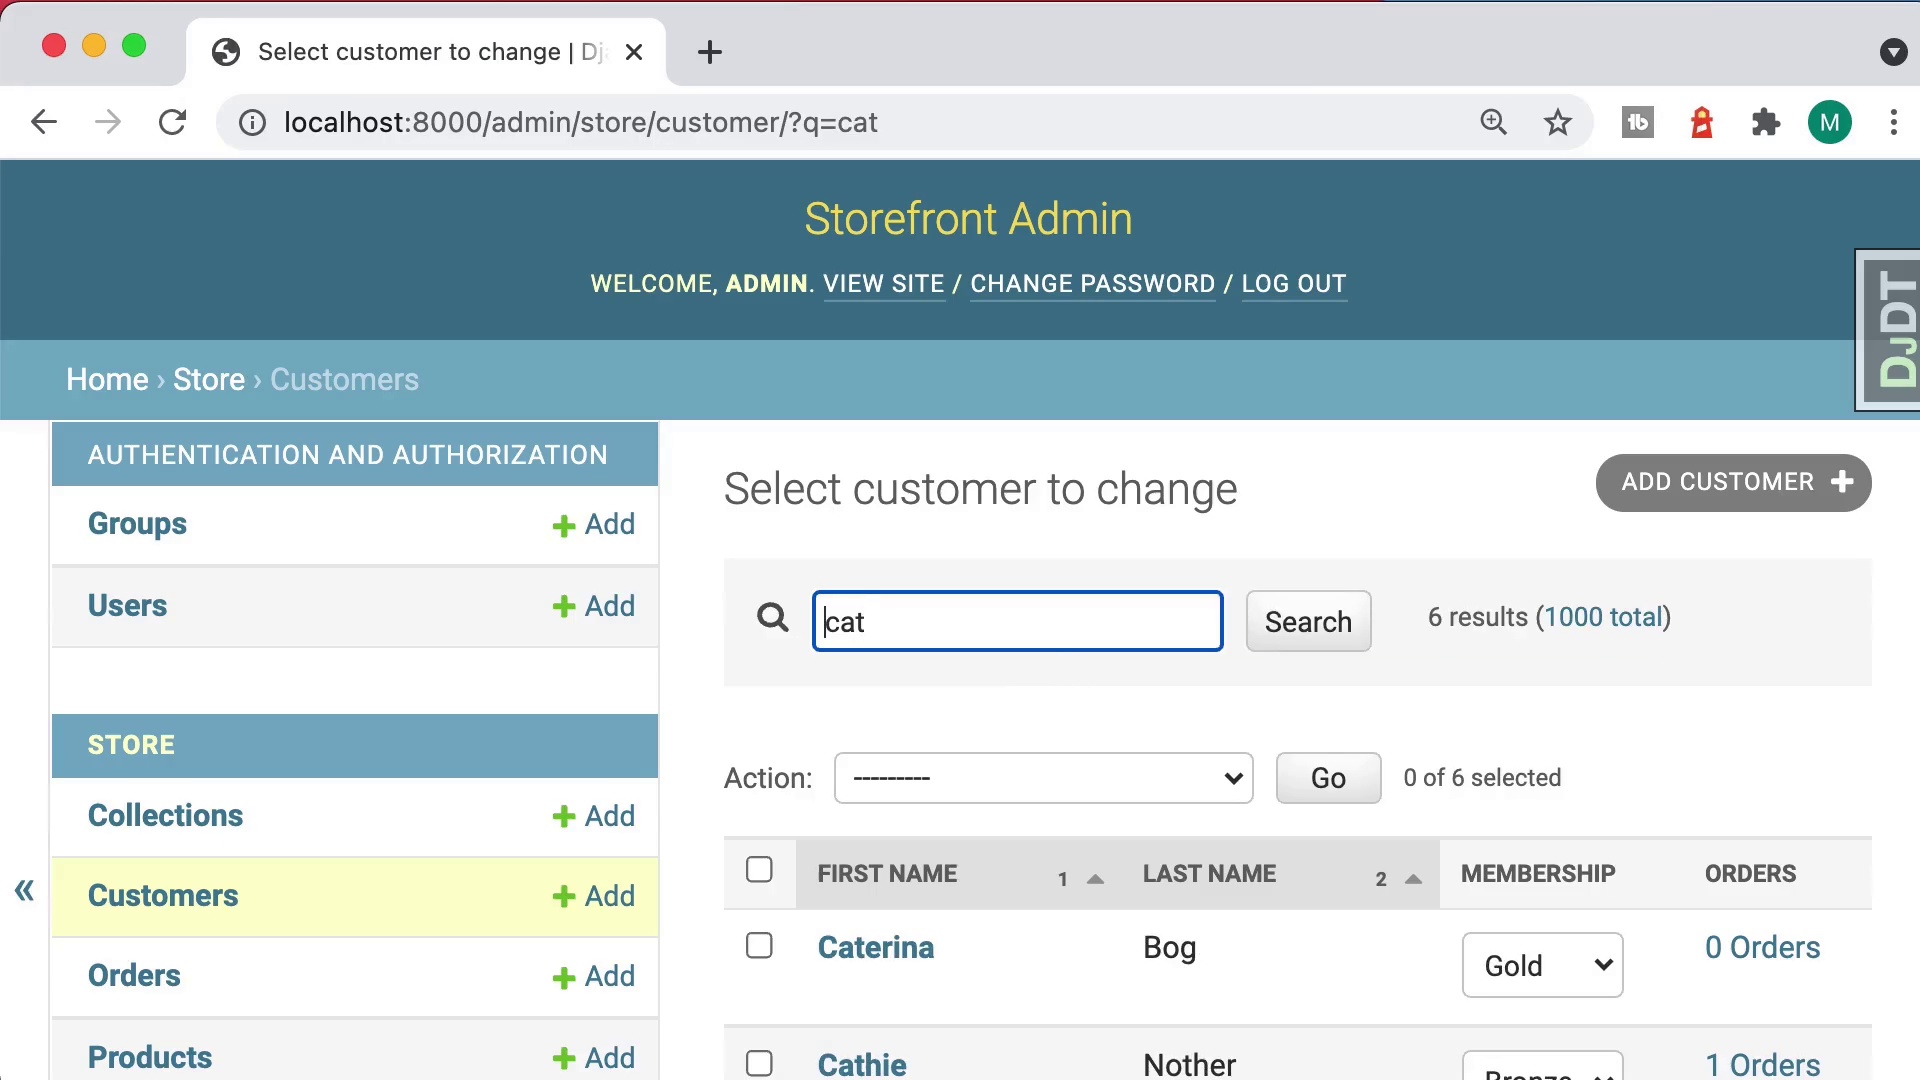 Select customer to change | Dj
localhost:8000/admin/store/customer/?q=cat
M
Storefront Admin
WELCOME, ADMIN. VIEW SITE / CHANGE PASSWORD / LOG OUT
DJDT
Home › Store › Customers
AUTHENTICATION AND AUTHORIZATION
Groups + Add
Users + Add
STORE
Collections + Add
Customers + Add
Orders + Add
Products + Add
«
Select customer to change
ADD CUSTOMER +
cat Search 6 results (1000 total)
Action: --------- Go 0 of 6 selected
FIRST NAME 1 LAST NAME 2 MEMBERSHIP ORDERS
Caterina Bog Gold 0 Orders
Cathie Nother Bronze 1 Orders